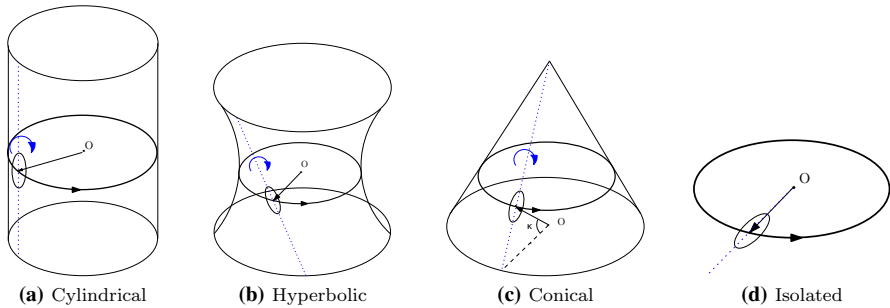 O
O
κ
O
O
(a) Cylindrical
(b) Hyperbolic
(c) Conical
(d) Isolated